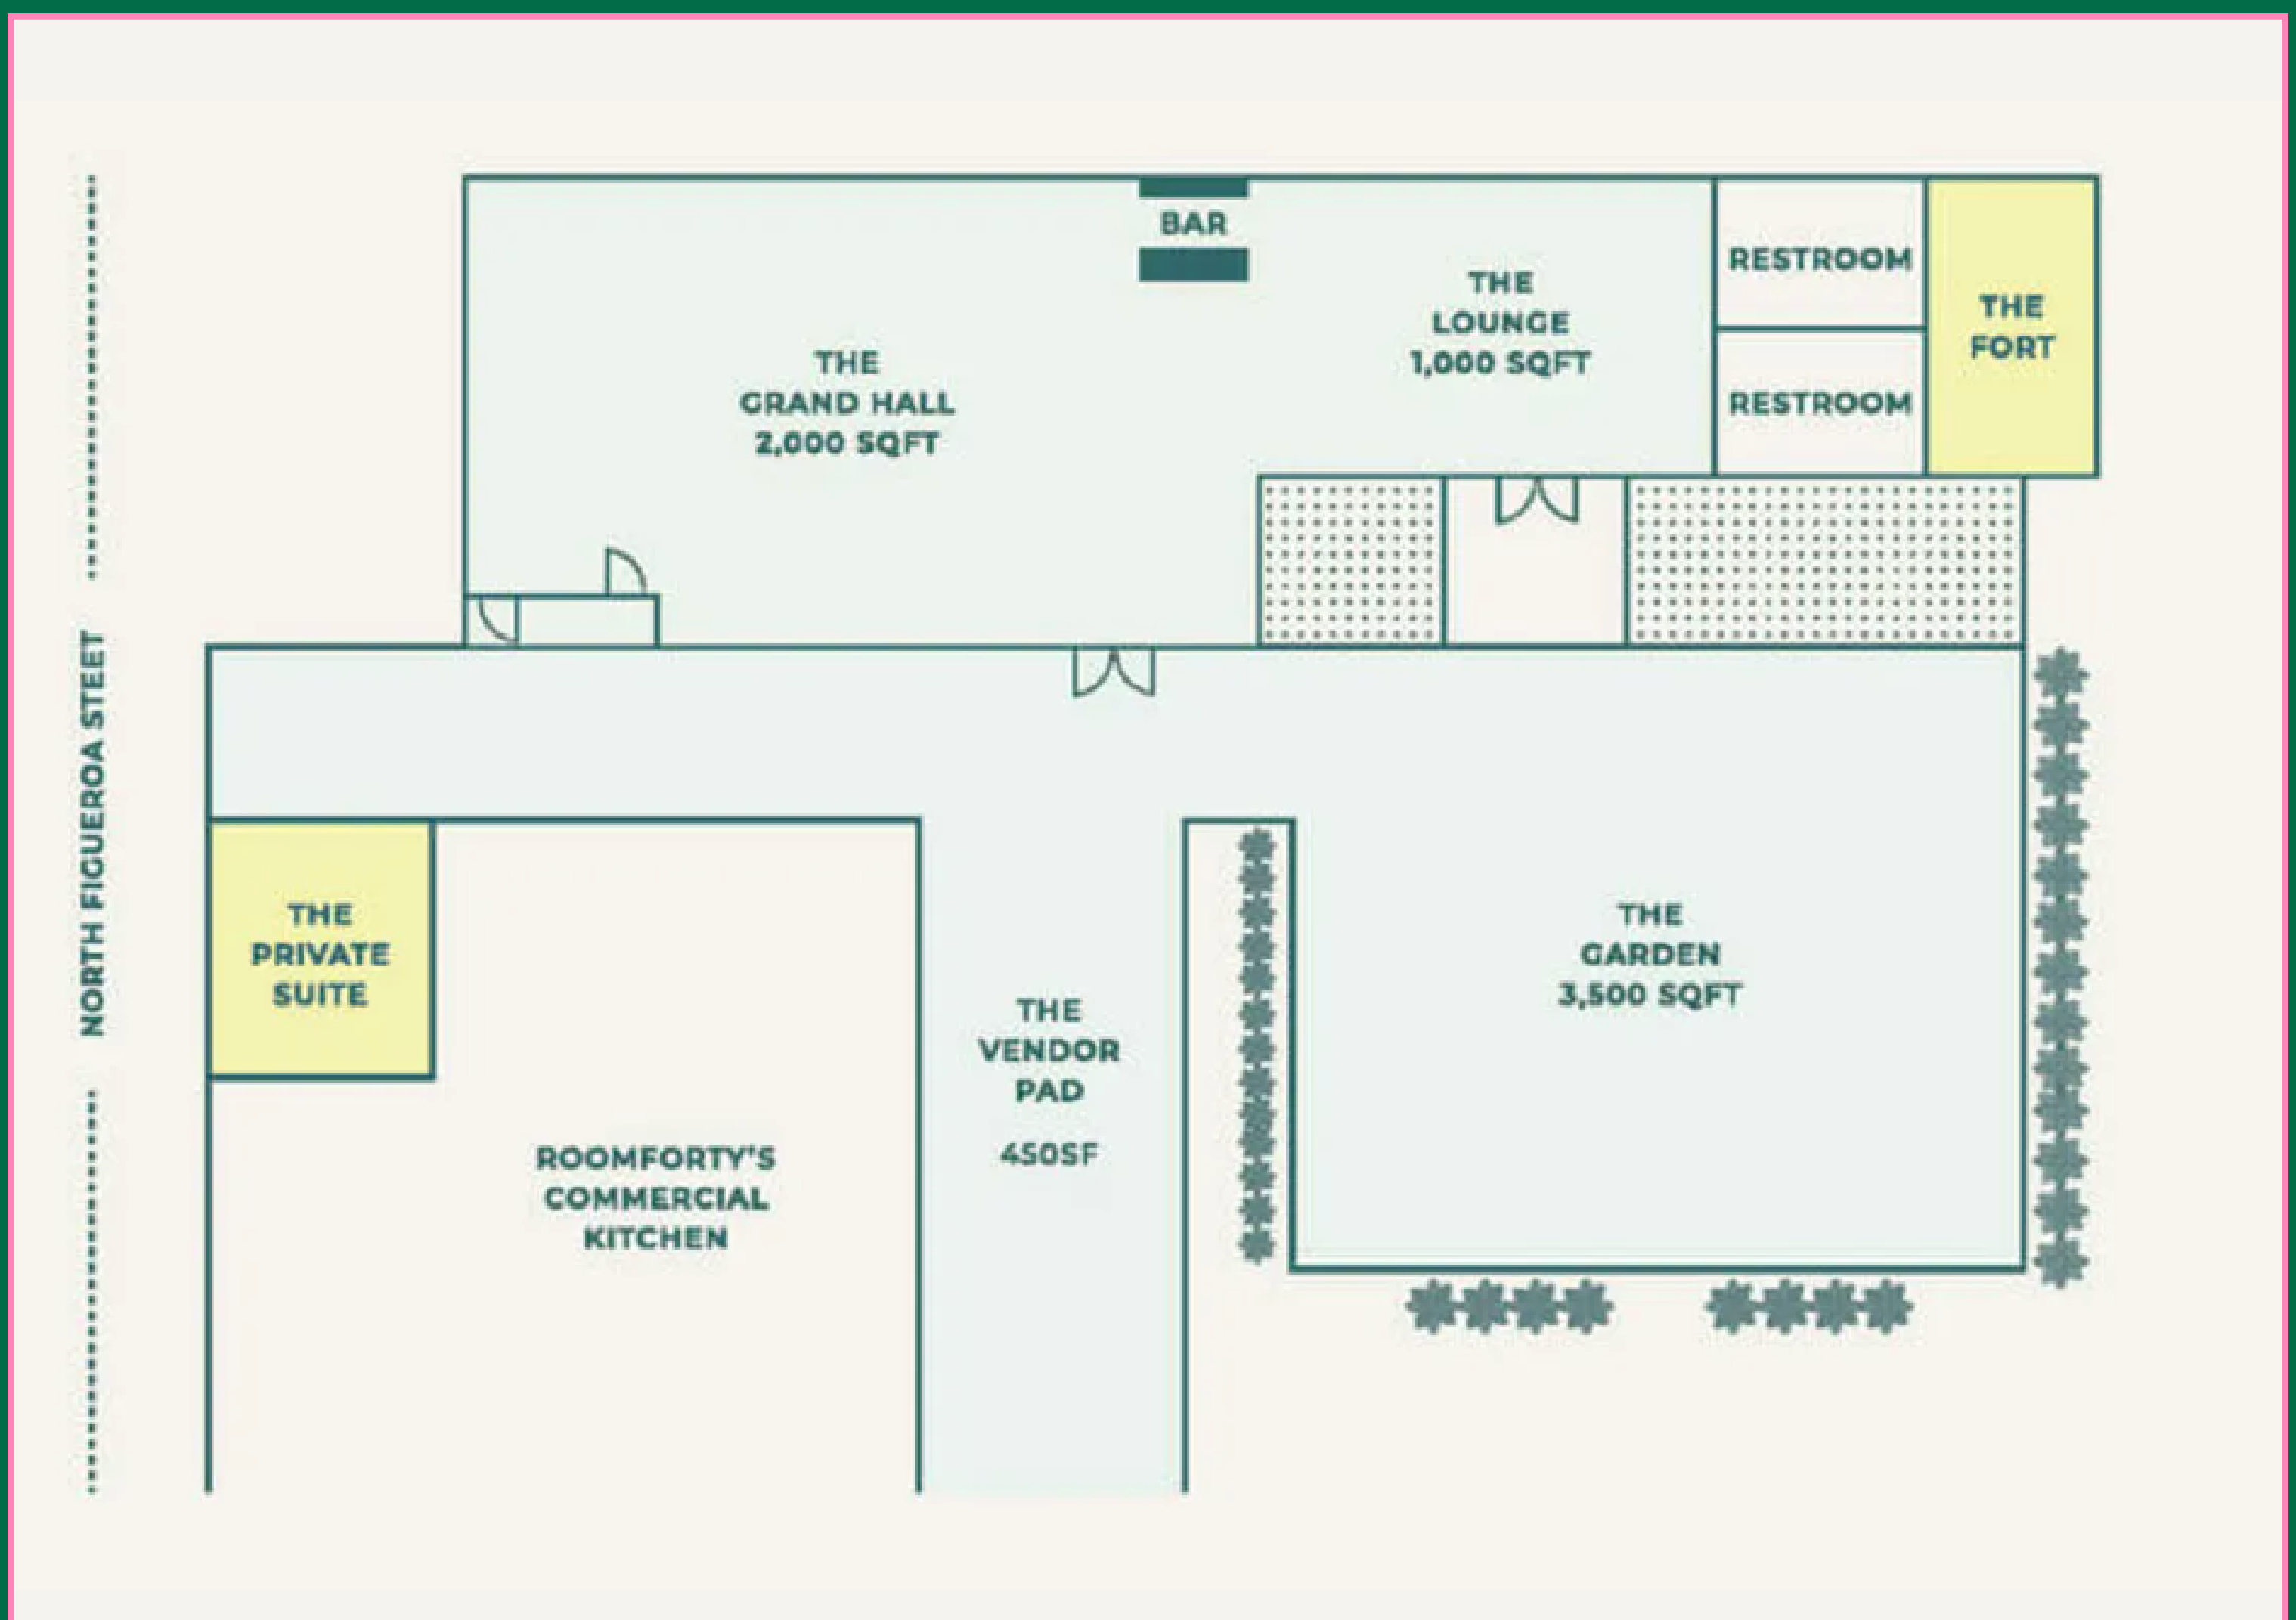 BAR
THE
LOUNGE
1,000 SQFT
RESTROOM
RESTROOM
THE
FORT
THE
GRAND HALL
2,000 SQFT
NORTH FIGUEROA STEET
THE
PRIVATE
SUITE
ROOMFORTY'S
COMMERCIAL
KITCHEN
THE
VENDOR
PAD
450SF
THE
GARDEN
3,500 SQFT